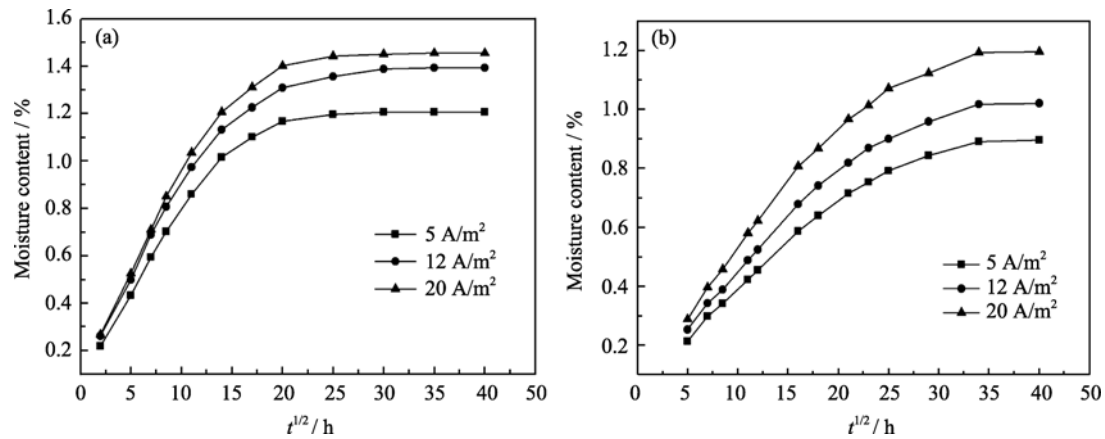 (a)
Moisture content / %
1.6
1.4
1.2
1.0
0.8
0.6
0.4
0.2
5 A/m²
12 A/m²
20 A/m²
0 5 10 15 20 25 30 35 40 45 50
t^{1/2} / h
(b)
Moisture content / %
1.2
1.0
0.8
0.6
0.4
0.2
5 A/m²
12 A/m²
20 A/m²
0 5 10 15 20 25 30 35 40 45 50
t^{1/2} / h